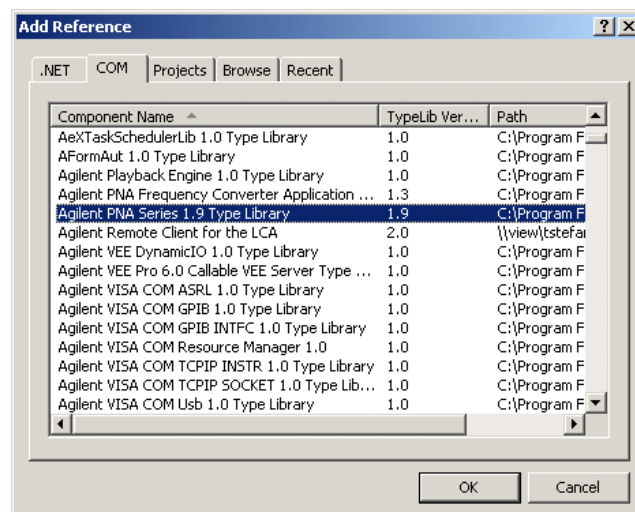 Add Reference
.NET COM Projects Browse Recent
Component Name TypeLib Ver... Path
AeXTaskSchedulerLib 1.0 Type Library 1.0 C:\Program F
AFormAut 1.0 Type Library 1.0 C:\Program F
Agilent Playback Engine 1.0 Type Library 1.0 C:\Program F
Agilent PNA Frequency Converter Application ... 1.3 C:\Program F
Agilent PNA Series 1.9 Type Library 1.9 C:\Program F
Agilent Remote Client for the LCA 2.0 \\view\tstefar
Agilent VEE DynamicIO 1.0 Type Library 1.0 C:\Program F
Agilent VEE Pro 6.0 Callable VEE Server Type ... 1.0 C:\Program F
Agilent VISA COM ASRL 1.0 Type Library 1.0 C:\Program F
Agilent VISA COM GPIB 1.0 Type Library 1.0 C:\Program F
Agilent VISA COM GPIB INTFC 1.0 Type Library 1.0 C:\Program F
Agilent VISA COM Resource Manager 1.0 1.0 C:\Program F
Agilent VISA COM TCPIP INSTR 1.0 Type Library 1.0 C:\Program F
Agilent VISA COM TCPIP SOCKET 1.0 Type Lib... 1.0 C:\Program F
Agilent VISA COM Usb 1.0 Type Library 1.0 C:\Program F
OK Cancel